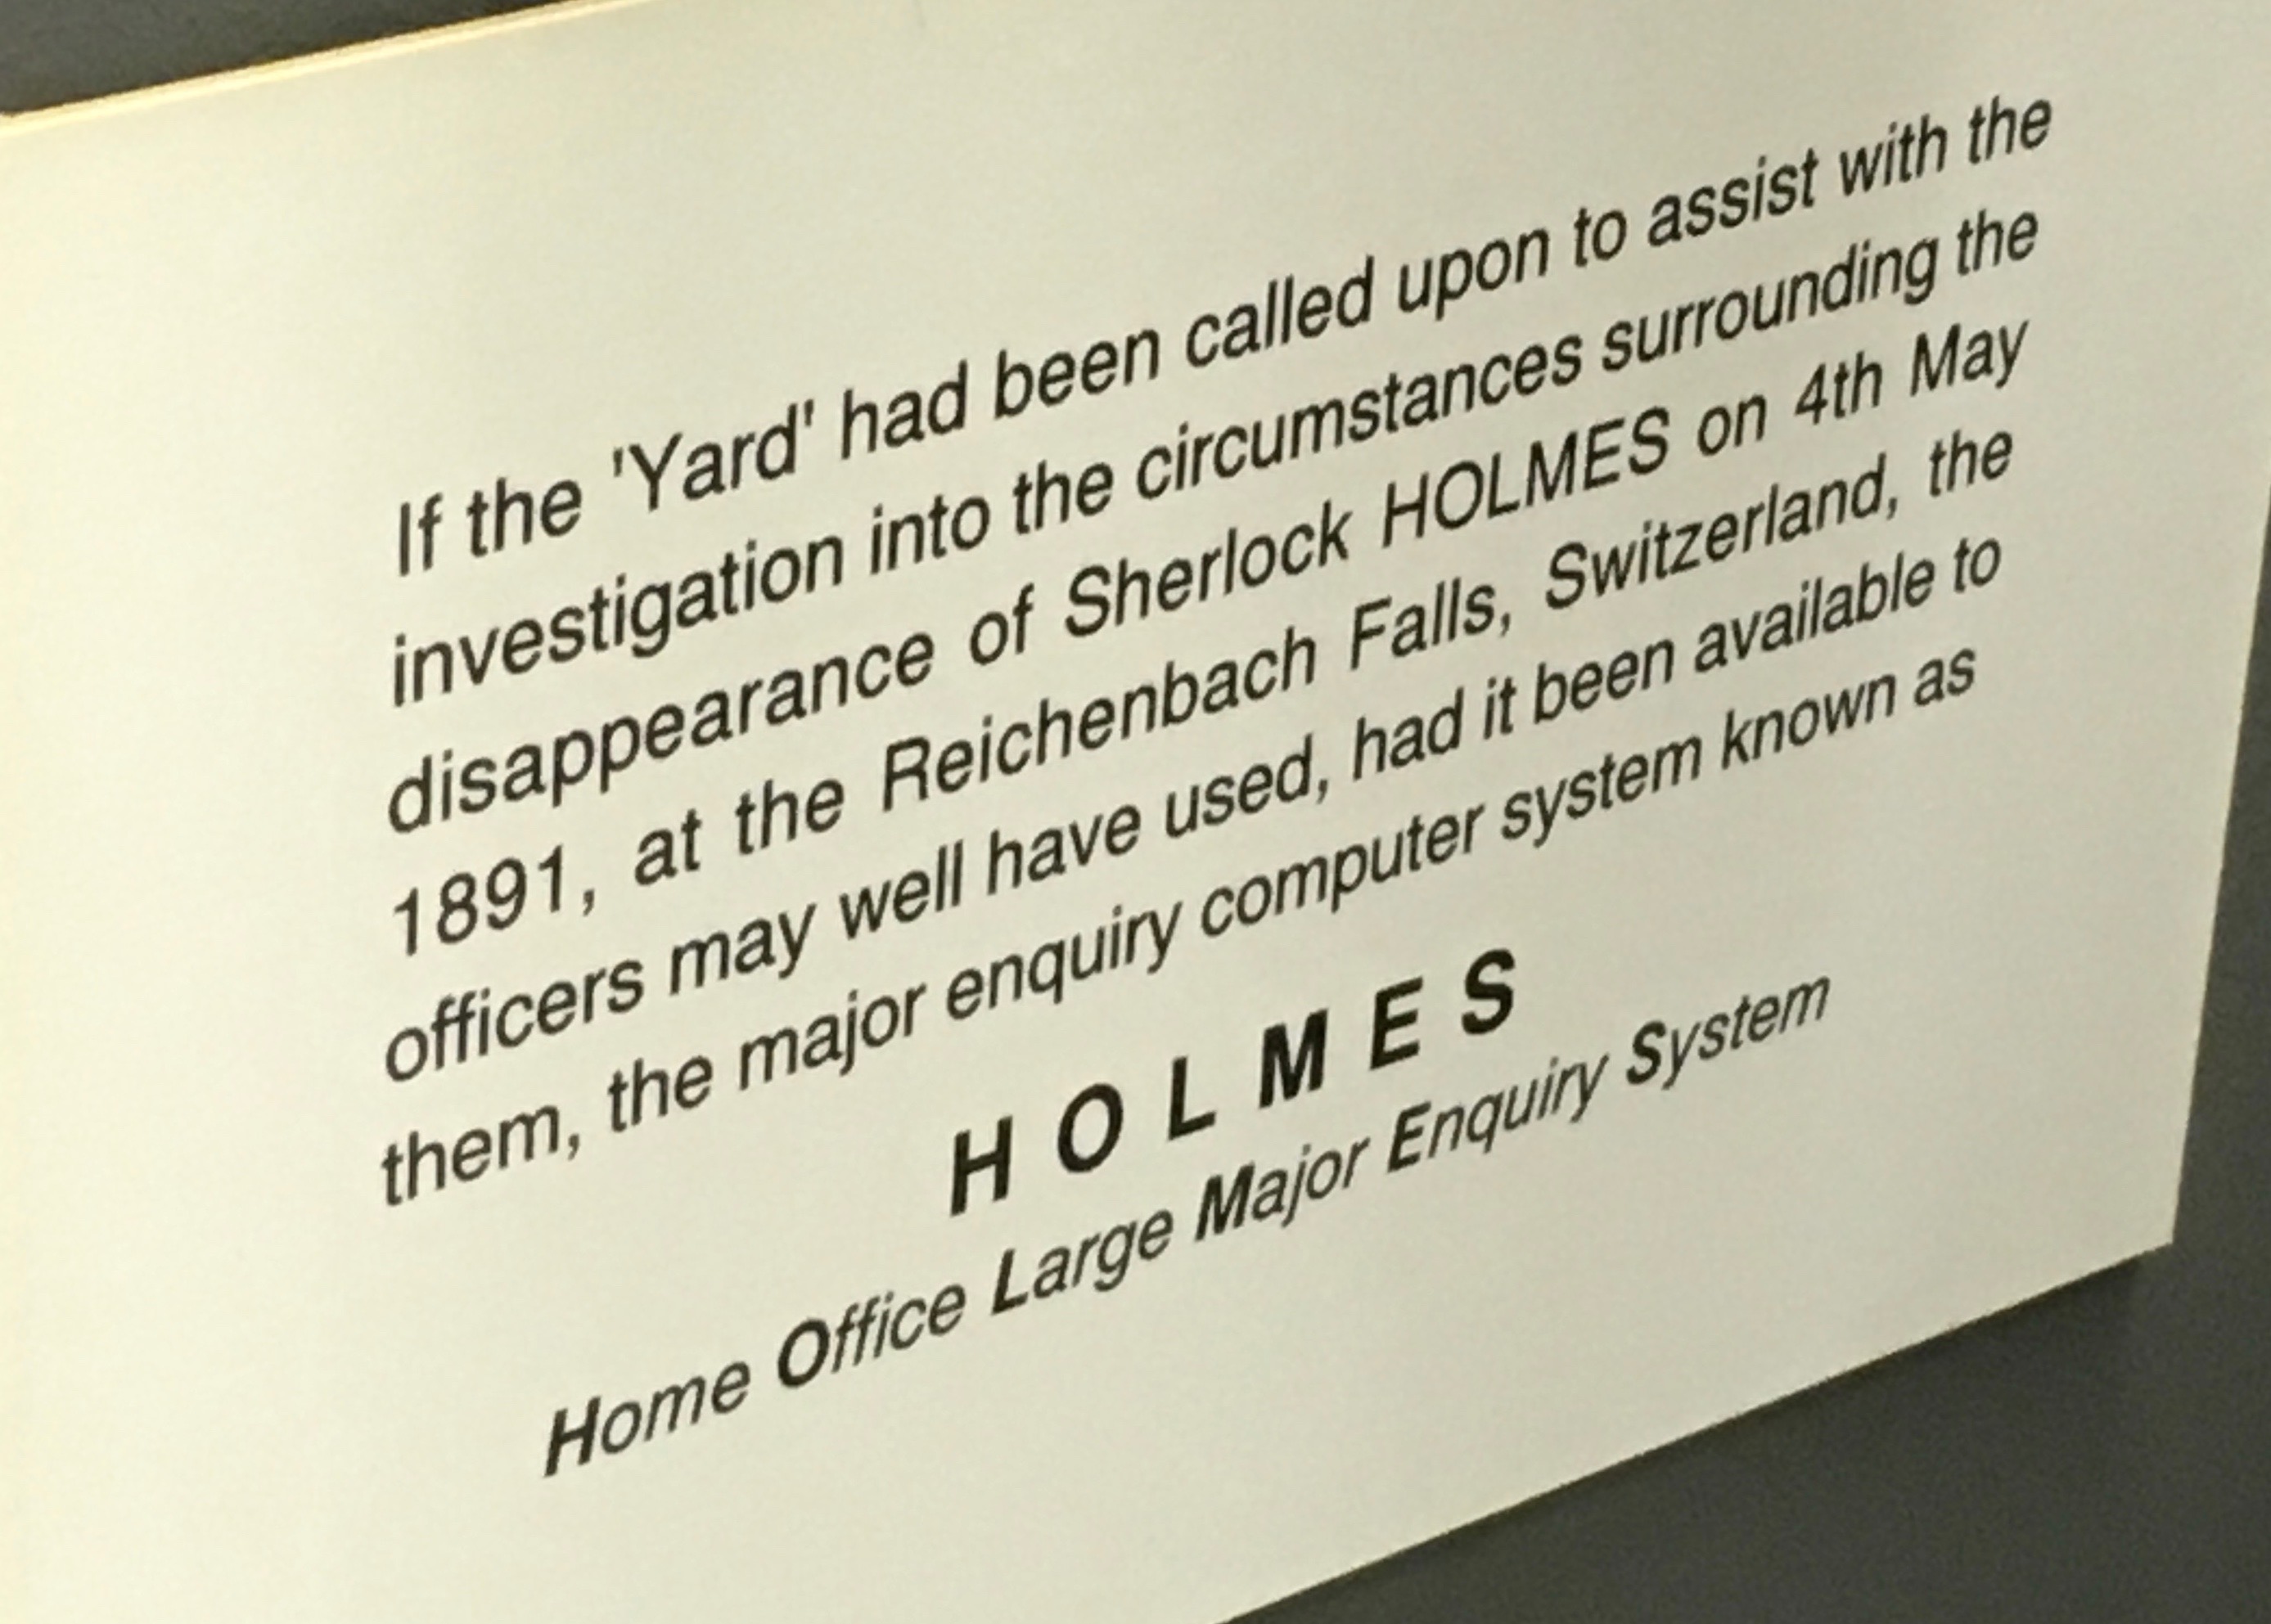 If the 'Yard' had been called upon to assist with the
investigation into the circumstances surrounding the
disappearance of Sherlock HOLMES on 4th May
1891, at the Reichenbach Falls, Switzerland, the
officers may well have used, had it been available to
them, the major enquiry computer system known as
H O L M E S
Home Office Large Major Enquiry System